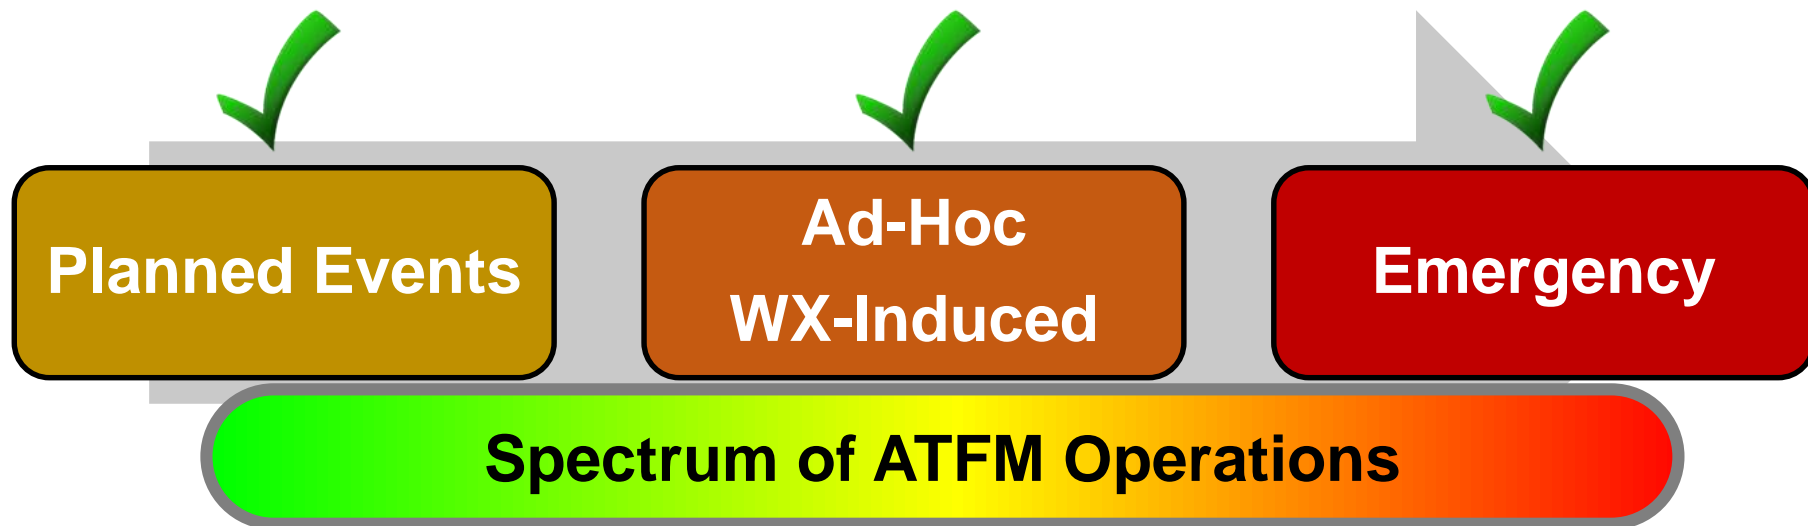 Planned Events
Ad-Hoc
WX-Induced
Emergency
Spectrum of ATFM Operations